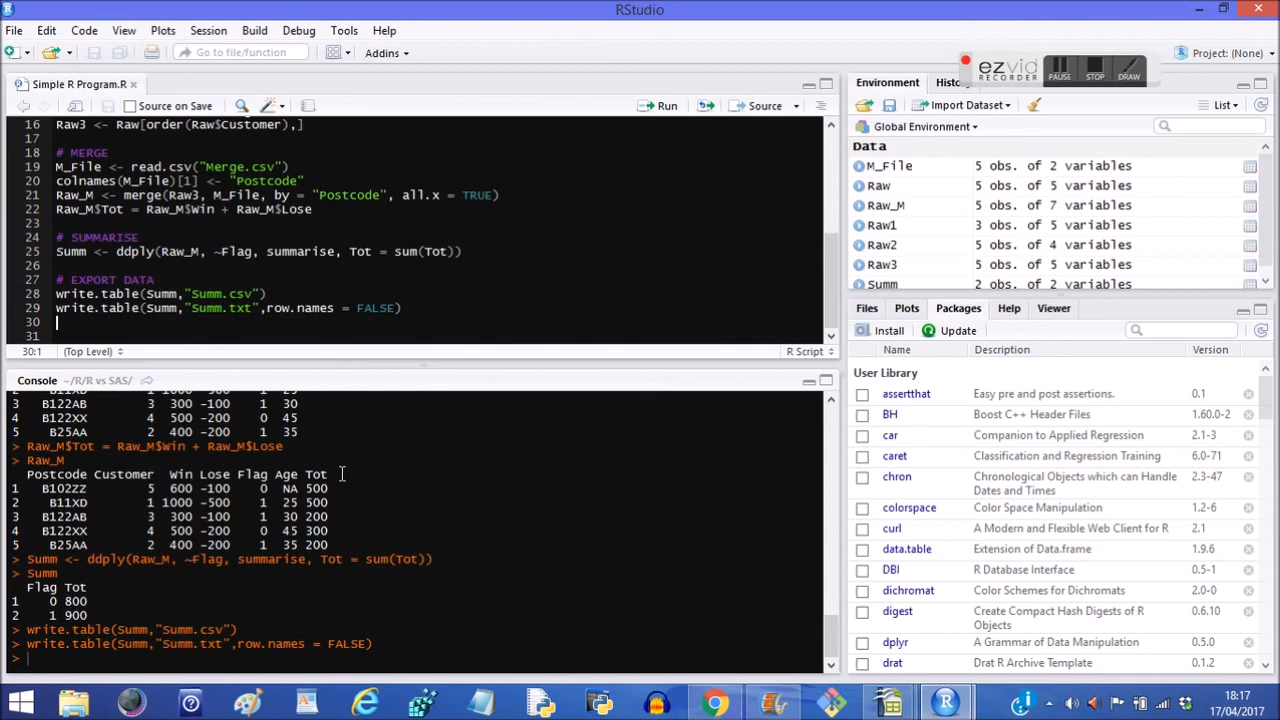 RStudio
File Edit Code View Plots Session Build Debug Tools Help
Go to file/function Addins Project: (None)
ezvid RECORDER PAUSE STOP DRAW
Simple R Program.R
Source on Save Run Source
16 Raw3 <- Raw[order(Raw$Customer),]
17
18 # MERGE
19 M_File <- read.csv("Merge.csv")
20 colnames(M_File)[1] <- "Postcode"
21 Raw_M <- merge(Raw3, M_File, by = "Postcode", all.x = TRUE)
22 Raw_M$Tot = Raw_M$Win + Raw_M$Lose
23
24 # SUMMARISE
25 Summ <- ddply(Raw_M, ~Flag, summarise, Tot = sum(Tot))
26
27 # EXPORT DATA
28 write.table(Summ,"Summ.csv")
29 write.table(Summ,"Summ.txt",row.names = FALSE)
30
31
30:1 (Top Level) R Script
Console ~/R/R vs SAS/
3 B122AB 3 300 -100 1 30
4 B122XX 4 500 -200 0 45
5 B25AA 2 400 -200 1 35
> Raw_M$Tot = Raw_M$Win + Raw_M$Lose
> Raw_M
Postcode Customer Win Lose Flag Age Tot
1 B102ZZ 5 600 -100 0 NA 500
2 B11XD 1 1000 -500 1 25 500
3 B122AB 3 300 -100 1 30 200
4 B122XX 4 500 -200 0 45 300
5 B25AA 2 400 -200 1 35 200
> Summ <- ddply(Raw_M, ~Flag, summarise, Tot = sum(Tot))
> Summ
Flag Tot
1 0 800
2 1 900
> write.table(Summ,"Summ.csv")
> write.table(Summ,"Summ.txt",row.names = FALSE)
>
Environment Hist
Import Dataset List
Global Environment
Data
M_File 5 obs. of 2 variables
Raw 5 obs. of 5 variables
Raw_M 5 obs. of 7 variables
Raw1 3 obs. of 5 variables
Raw2 5 obs. of 4 variables
Raw3 5 obs. of 5 variables
Summ 2 obs. of 2 variables
Files Plots Packages Help Viewer
Install Update
Name Description Version
User Library
assertthat Easy pre and post assertions. 0.1
BH Boost C++ Header Files 1.60.0-2
car Companion to Applied Regression 2.1-3
caret Classification and Regression Training 6.0-71
chron Chronological Objects which can Handle 2.3-47
Dates and Times
colorspace Color Space Manipulation 1.2-6
curl A Modern and Flexible Web Client for R 2.1
data.table Extension of Data.frame 1.9.6
DBI R Database Interface 0.5-1
dichromat Color Schemes for Dichromats 2.0-0
digest Create Compact Hash Digests of R 0.6.10
Objects
dplyr A Grammar of Data Manipulation 0.5.0
drat Drat R Archive Template 0.1.2
18:17
17/04/2017